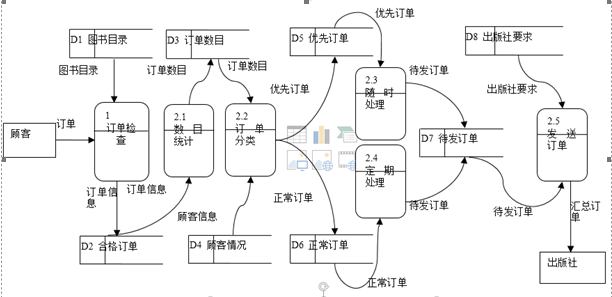 D1 图书目录
D3 订单数目
D5 优先订单
优先订单
D8 出版社要求
图书目录
订单数目
订单数目
优先订单
2.3
随时
处理
待发订单
出版社要求
顾客
订单
1
订单检
查
2.1
数目
统计
2.2
订单
分类
D7 待发订单
2.5
发送
订单
2.4
定期
处理
订单信
息
订单信息
顾客信息
正常订单
待发订单
待发订单
汇总订
单
D2 合格订单
D4 顾客情况
D6 正常订单
正常订单
出版社